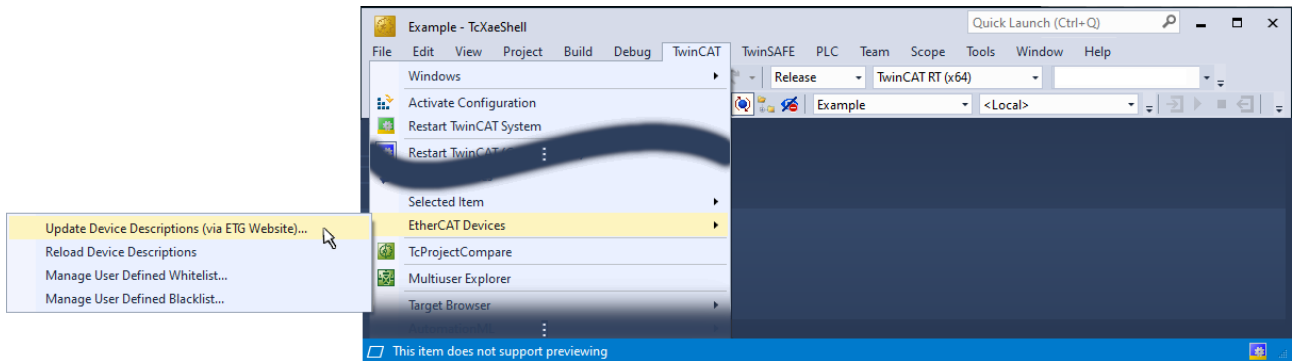 Example - TcXaeShell
Quick Launch (Ctrl+Q)
File Edit View Project Build Debug TwinCAT TwinSAFE PLC Team Scope Tools Window Help
Windows
Release TwinCAT RT (x64)
Activate Configuration
Example <Local>
Restart TwinCAT System
Restart TwinCAT
Selected Item
EtherCAT Devices
Update Device Descriptions (via ETG Website)...
Reload Device Descriptions
Manage User Defined Whitelist...
Manage User Defined Blacklist...
TcProjectCompare
Multiuser Explorer
Target Browser
This item does not support previewing